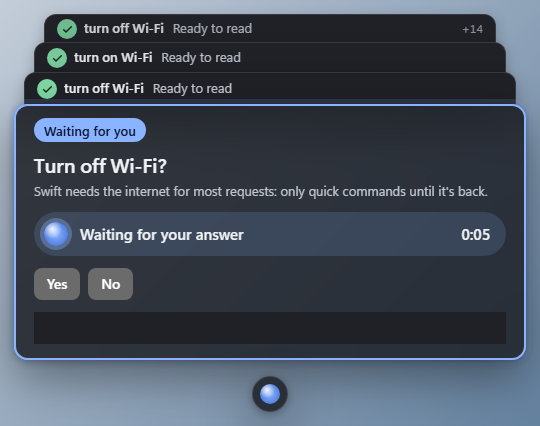 turn off Wi-Fi Ready to read +14
turn on Wi-Fi Ready to read
turn off Wi-Fi Ready to read
Waiting for you
Turn off Wi-Fi?
Swift needs the internet for most requests: only quick commands until it's back.
Waiting for your answer 0:05
Yes No